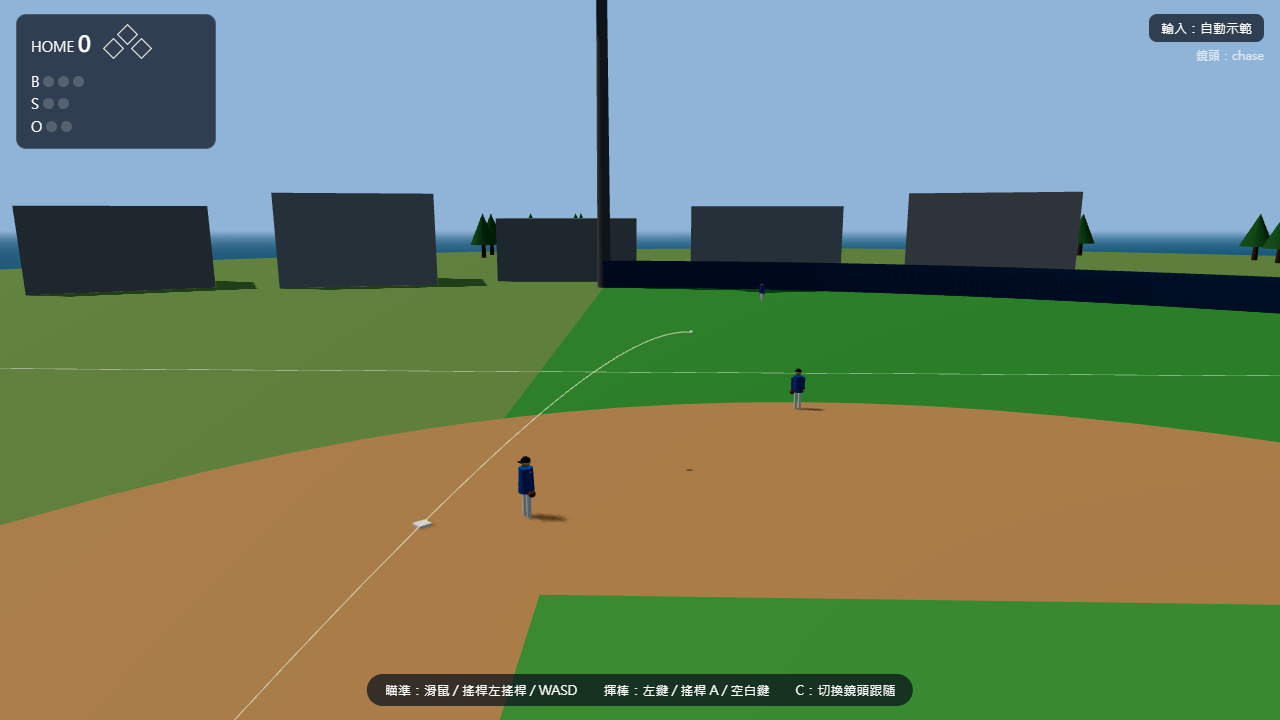 HOME 0
B
S
O
輸入：自動示範
鏡頭：chase
瞄準：滑鼠 / 搖桿左搖桿 / WASD 揮棒：左鍵 / 搖桿 A / 空白鍵 C：切換鏡頭跟隨